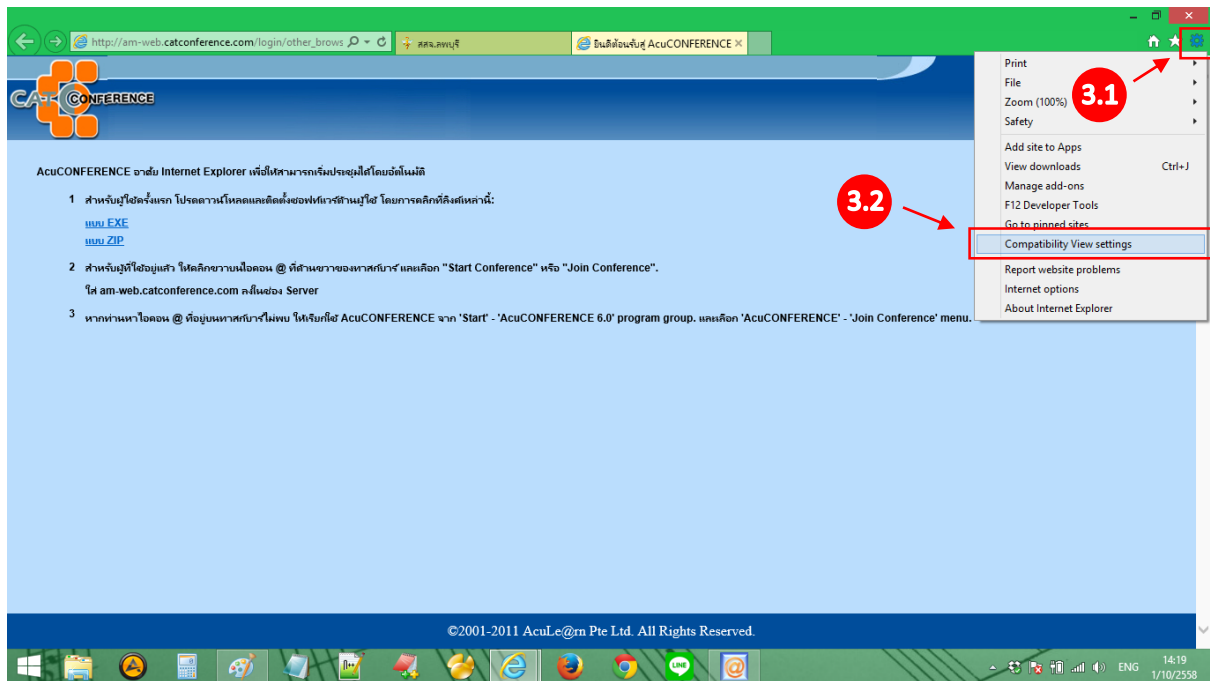 http://am-web.catconference.com/login/other_brows
สสจ.ลพบุรี
ยินดีต้อนรับสู่ AcuCONFERENCE
3.1
Print
File
Zoom (100%)
Safety
Add site to Apps
View downloads Ctrl+J
Manage add-ons
F12 Developer Tools
Go to pinned sites
3.2
Compatibility View settings
Report website problems
Internet options
About Internet Explorer
CAT CONFERENCE
AcuCONFERENCE อาศัย Internet Explorer เพื่อให้สามารถเริ่มประชุมได้โดยอัตโนมัติ
1 สำหรับผู้ใช้ครั้งแรก โปรดดาวน์โหลดและติดตั้งซอฟท์แวร์ด้านผู้ใช้ โดยการคลิกที่ลิงค์เหล่านี้:
แบบ EXE
แบบ ZIP
2 สำหรับผู้ที่ใช้อยู่แล้ว ให้คลิกขวาบนไอคอน @ ที่ด้านขวาของทาสก์บาร์ และเลือก "Start Conference" หรือ "Join Conference".
ใส่ am-web.catconference.com ลงในช่อง Server
3 หากท่านหาไอคอน @ ที่อยู่บนทาสก์บาร์ไม่พบ ให้เรียกใช้ AcuCONFERENCE จาก 'Start' - 'AcuCONFERENCE 6.0' program group. และเลือก 'AcuCONFERENCE' - 'Join Conference' menu.
©2001-2011 AcuLe@rn Pte Ltd. All Rights Reserved.
LINE
ENG
14:19
1/10/2558